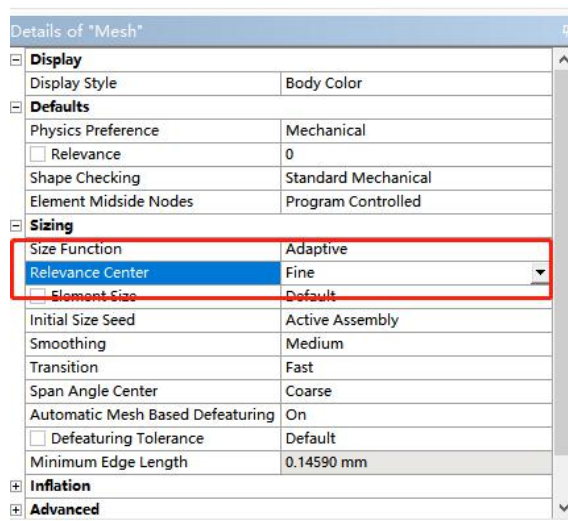 Details of "Mesh"
Display
Display Style Body Color
Defaults
Physics Preference Mechanical
Relevance 0
Shape Checking Standard Mechanical
Element Midside Nodes Program Controlled
Sizing
Size Function Adaptive
Relevance Center Fine
Element Size Default
Initial Size Seed Active Assembly
Smoothing Medium
Transition Fast
Span Angle Center Coarse
Automatic Mesh Based Defeaturing On
Defeaturing Tolerance Default
Minimum Edge Length 0.14590 mm
Inflation
Advanced